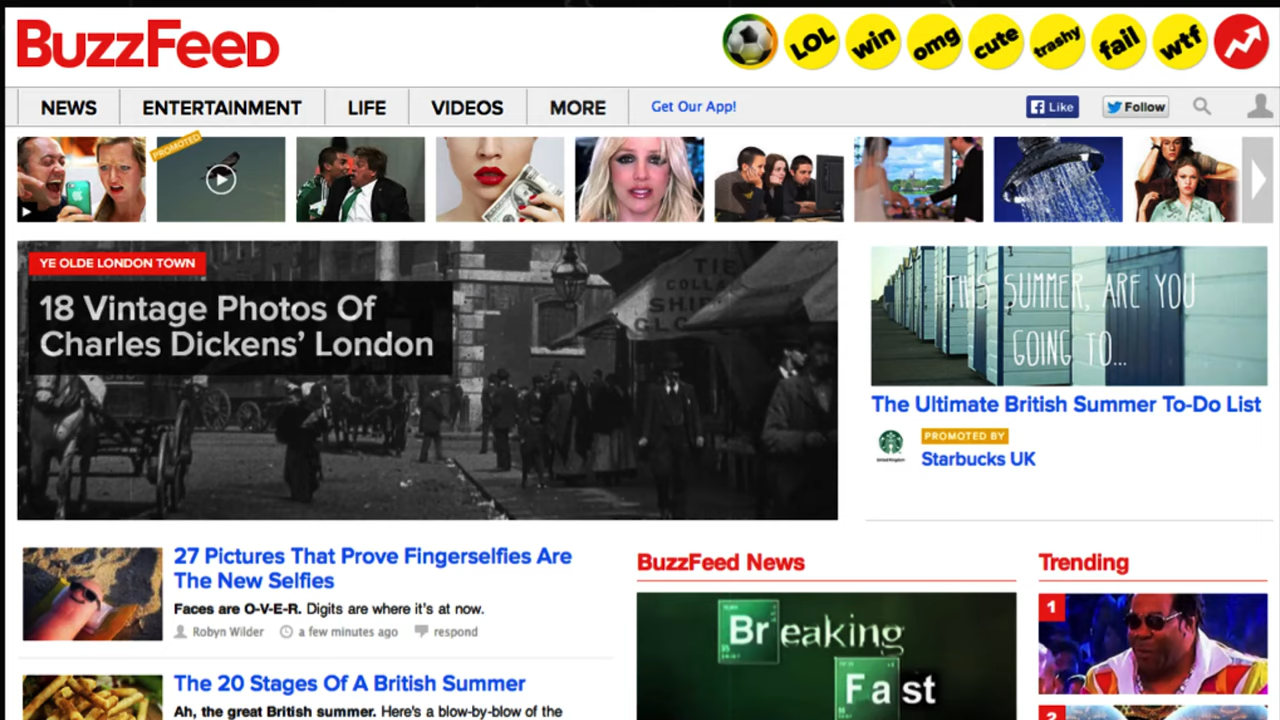 BUZZFEED
LOL
win
omg
cute
trashy
fail
wtf
NEWS
ENTERTAINMENT
LIFE
VIDEOS
MORE
Get Our App!
Like
Follow
PROMOTED
YE OLDE LONDON TOWN
18 Vintage Photos Of
Charles Dickens' London
TIE
COLLA
SHIR
THIS SUMMER, ARE YOU
GOING TO...
The Ultimate British Summer To-Do List
PROMOTED BY
Starbucks UK
27 Pictures That Prove Fingerselfies Are
The New Selfies
Faces are O-V-E-R. Digits are where it's at now.
Robyn Wilder
a few minutes ago
respond
The 20 Stages Of A British Summer
Ah, the great British summer. Here's a blow-by-blow of the
BuzzFeed News
Breaking
Fast
Trending
1
2